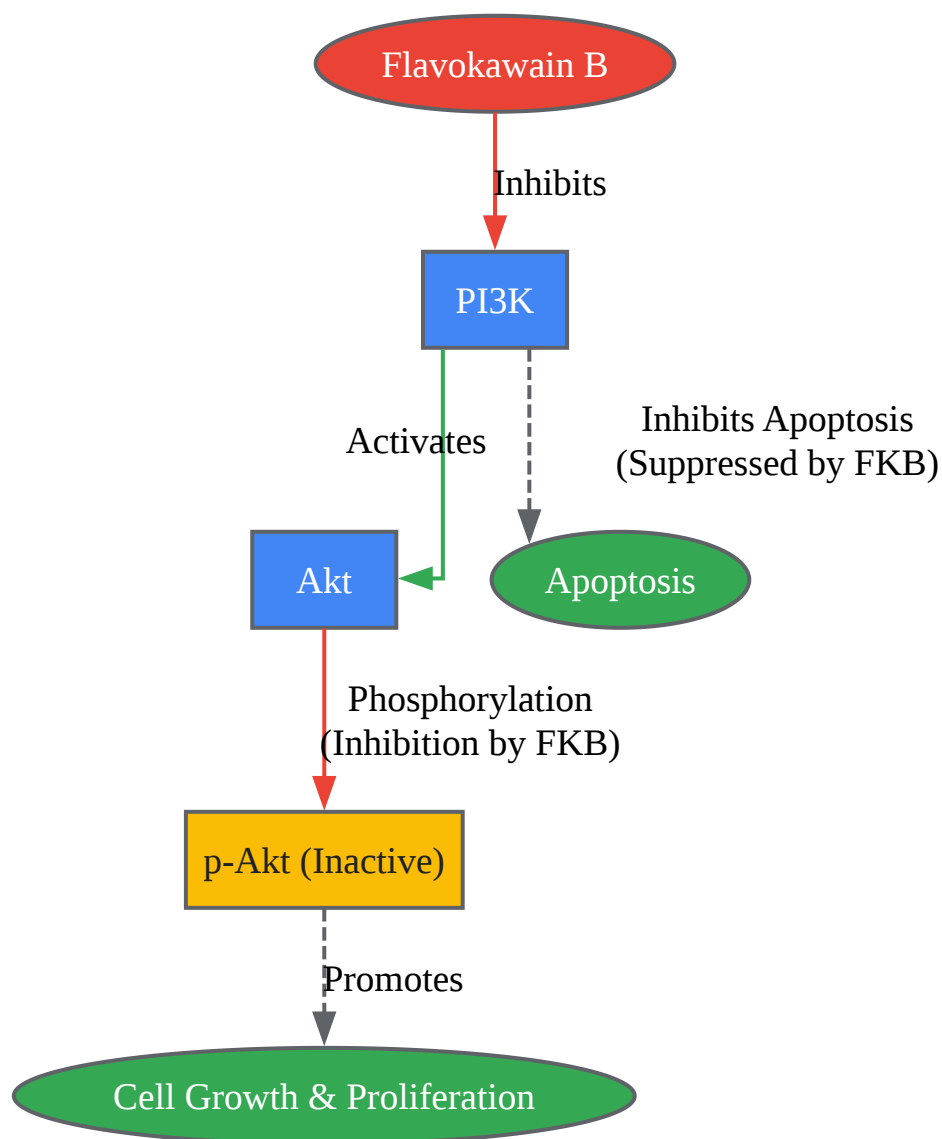 Flavokawain B
Inhibits
PI3K
Activates
Inhibits Apoptosis
(Suppressed by FKB)
Akt
Apoptosis
Phosphorylation
(Inhibition by FKB)
p-Akt (Inactive)
Promotes
Cell Growth & Proliferation